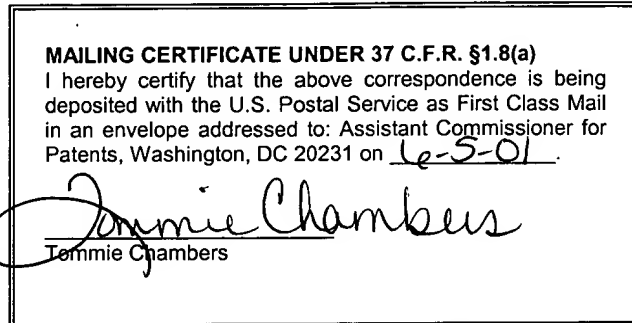 MAILING CERTIFICATE UNDER 37 C.F.R. §1.8(a)
I hereby certify that the above correspondence is being
deposited with the U.S. Postal Service as First Class Mail
in an envelope addressed to: Assistant Commissioner for
Patents, Washington, DC 20231 on 6-5-01.
Tommie Chambers
Tommie Chambers